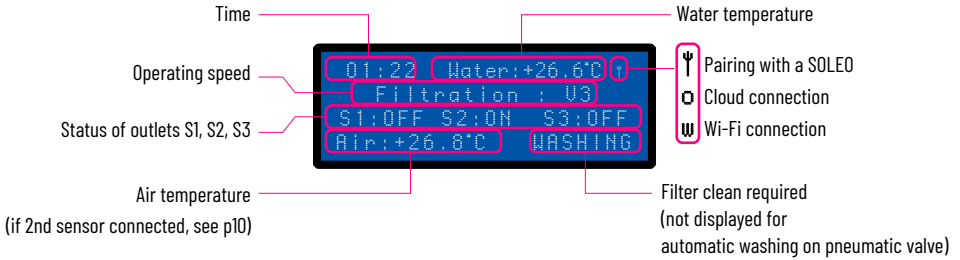 Time
Water temperature
01:22 Water:+26.6°C
Filtration : V3
S1:OFF S2:ON S3:OFF
Air:+26.8°C WASHING
Operating speed
Status of outlets S1, S2, S3
Air temperature
(if 2nd sensor connected, see p10)
Pairing with a SOLEO
O Cloud connection
W Wi-Fi connection
Filter clean required
(not displayed for
automatic washing on pneumatic valve)